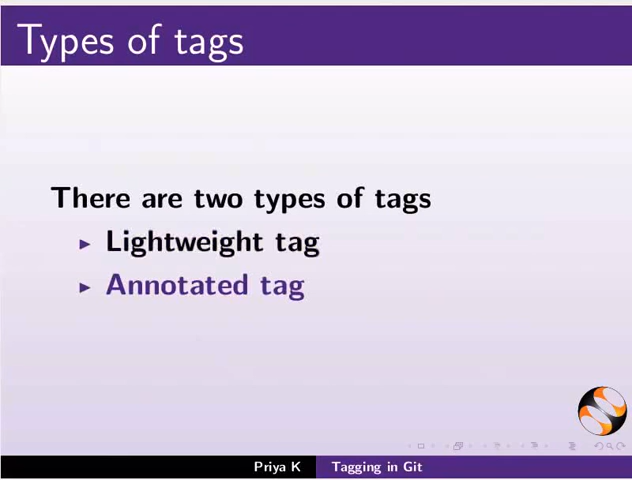 Types of tags
There are two types of tags
Lightweight tag
Annotated tag
Priya K Tagging in Git